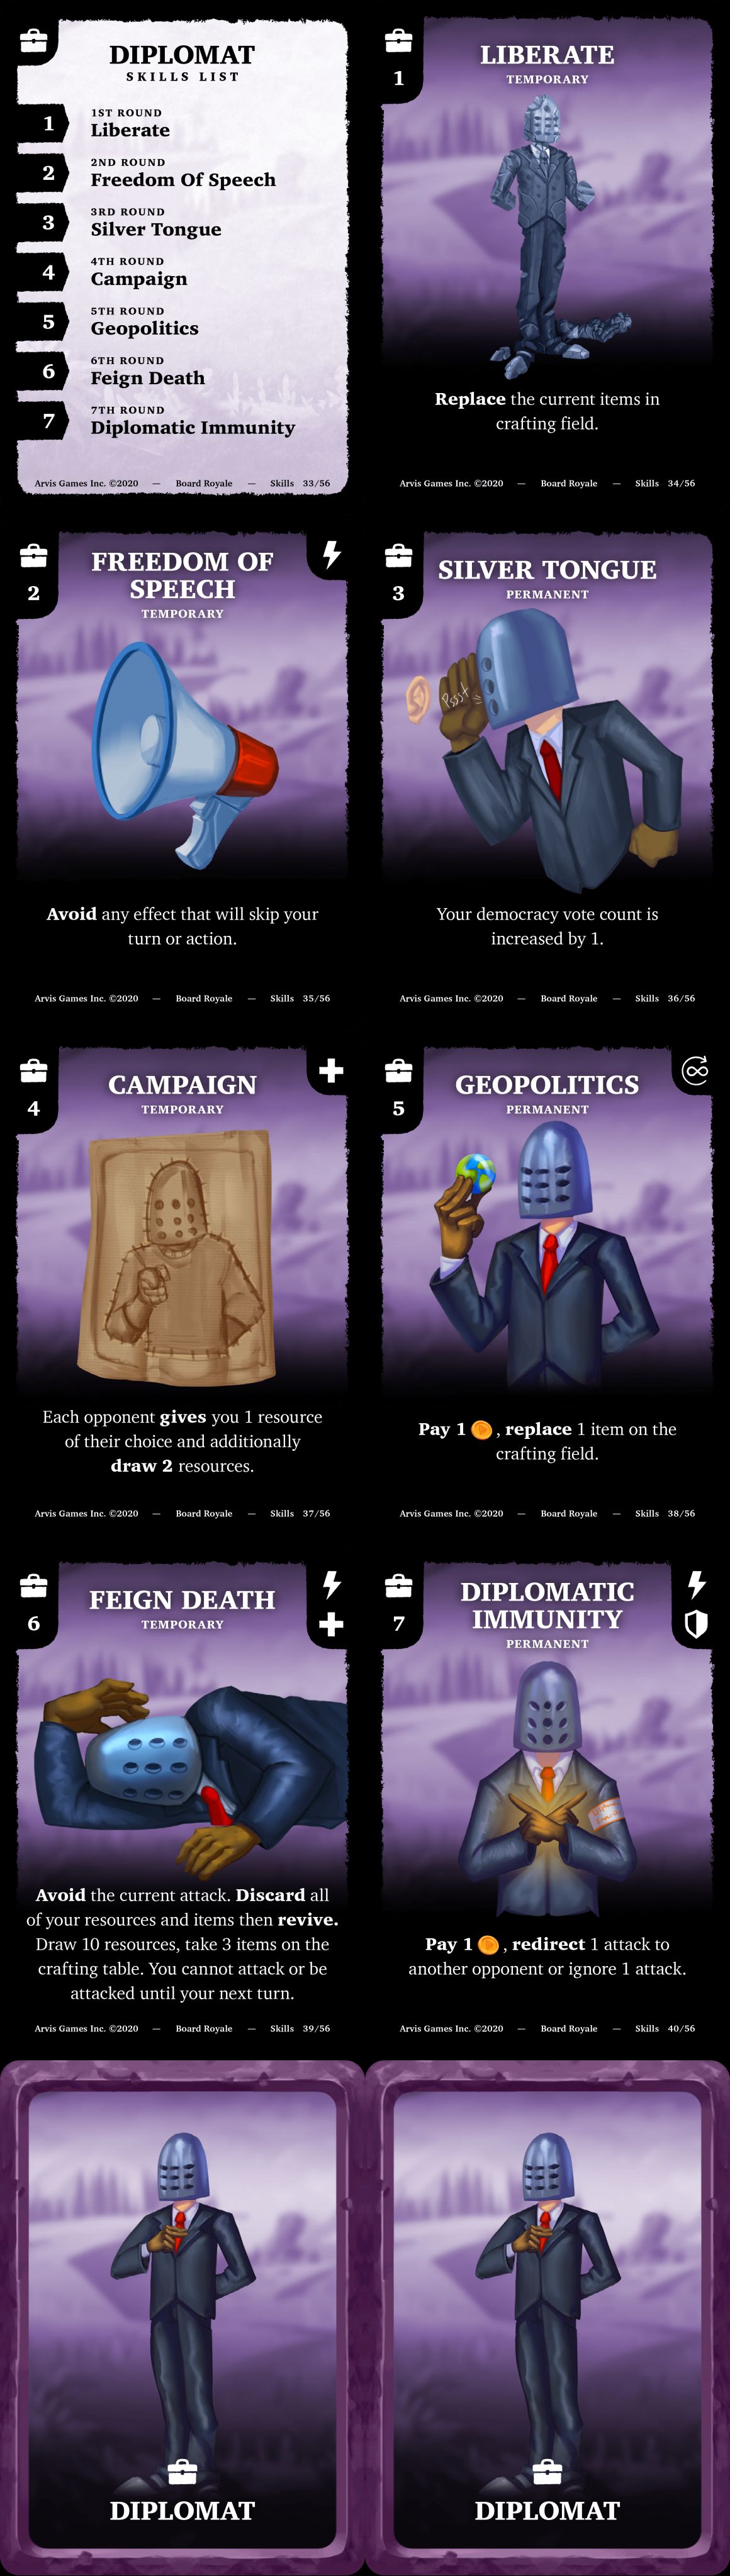 DIPLOMAT
SKILLS LIST
1
1ST ROUND
Liberate
2
2ND ROUND
Freedom Of Speech
3
3RD ROUND
Silver Tongue
4
4TH ROUND
Campaign
5
5TH ROUND
Geopolitics
6
6TH ROUND
Feign Death
7
7TH ROUND
Diplomatic Immunity
Arvis Games Inc. ©2020 — Board Royale — Skills 33/56
1
LIBERATE
TEMPORARY
Replace the current items in
crafting field.
Arvis Games Inc. ©2020 — Board Royale — Skills 34/56
2
FREEDOM OF
SPEECH
TEMPORARY
Avoid any effect that will skip your
turn or action.
Arvis Games Inc. ©2020 — Board Royale — Skills 35/56
3
SILVER TONGUE
PERMANENT
Pssst
Your democracy vote count is
increased by 1.
Arvis Games Inc. ©2020 — Board Royale — Skills 36/56
4
CAMPAIGN
TEMPORARY
Each opponent gives you 1 resource
of their choice and additionally
draw 2 resources.
Arvis Games Inc. ©2020 — Board Royale — Skills 37/56
5
GEOPOLITICS
PERMANENT
Pay 1 , replace 1 item on the
crafting field.
Arvis Games Inc. ©2020 — Board Royale — Skills 38/56
6
FEIGN DEATH
TEMPORARY
Avoid the current attack. Discard all
of your resources and items then revive.
Draw 10 resources, take 3 items on the
crafting table. You cannot attack or be
attacked until your next turn.
Arvis Games Inc. ©2020 — Board Royale — Skills 39/56
7
DIPLOMATIC
IMMUNITY
PERMANENT
Pay 1 , redirect 1 attack to
another opponent or ignore 1 attack.
Arvis Games Inc. ©2020 — Board Royale — Skills 40/56
DIPLOMAT
DIPLOMAT